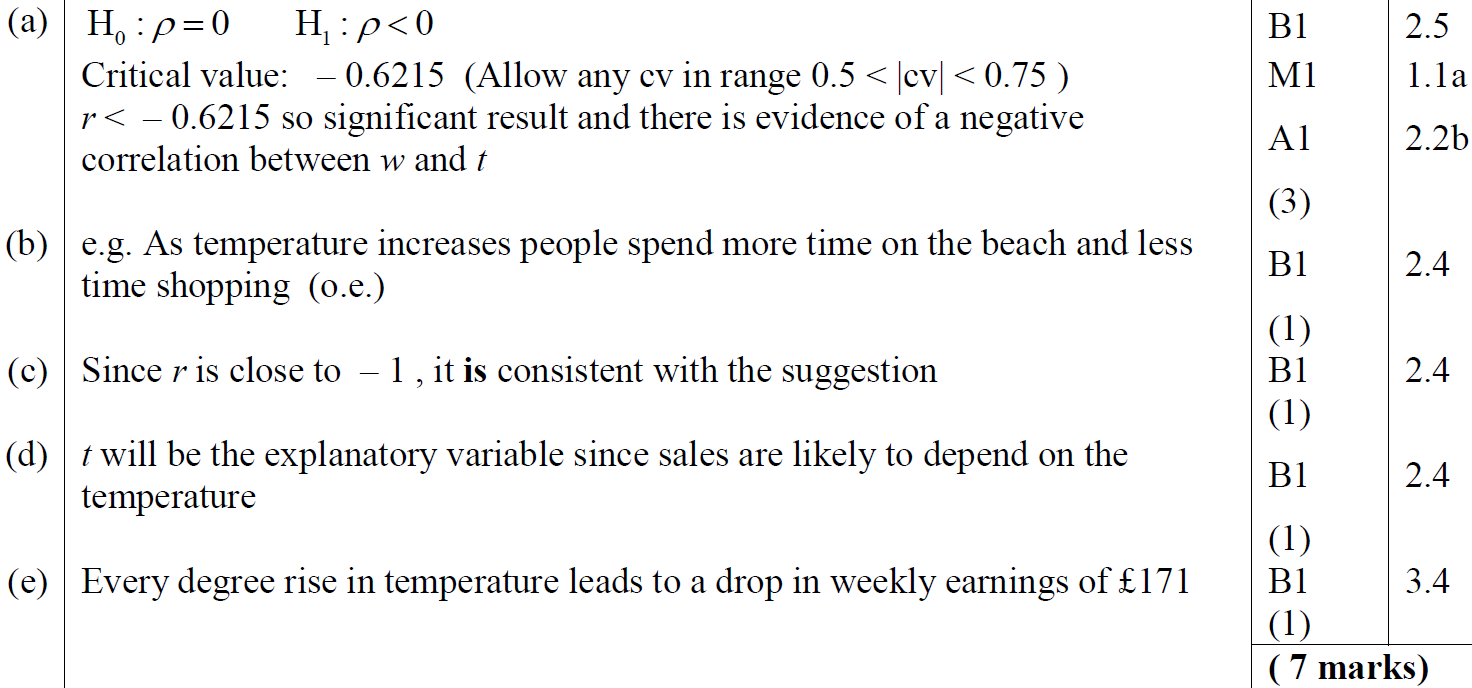 (a) H₀ : ρ = 0 H₁ : ρ < 0 B1 2.5
Critical value: – 0.6215 (Allow any cv in range 0.5 < |cv| < 0.75 ) M1 1.1a
r < – 0.6215 so significant result and there is evidence of a negative
correlation between w and t A1 2.2b
(3)
(b) e.g. As temperature increases people spend more time on the beach and less
time shopping (o.e.) B1 2.4
(1)
(c) Since r is close to – 1 , it is consistent with the suggestion B1 2.4
(1)
(d) t will be the explanatory variable since sales are likely to depend on the
temperature B1 2.4
(1)
(e) Every degree rise in temperature leads to a drop in weekly earnings of £171 B1 3.4
(1)
( 7 marks)